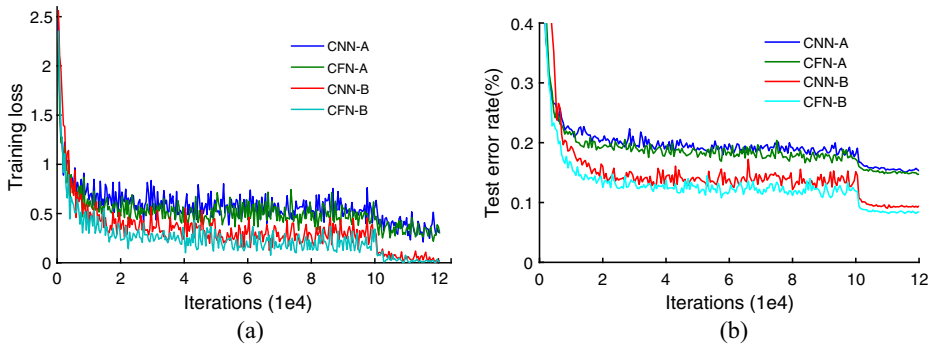 2.5
2
1.5
1
0.5
0
Training loss
CNN-A
CFN-A
CNN-B
CFN-B
0 2 4 6 8 10 12
Iterations (1e4)
(a)
0.4
0.3
0.2
0.1
0
Test error rate(%)
CNN-A
CFN-A
CNN-B
CFN-B
0 2 4 6 8 10 12
Iterations (1e4)
(b)